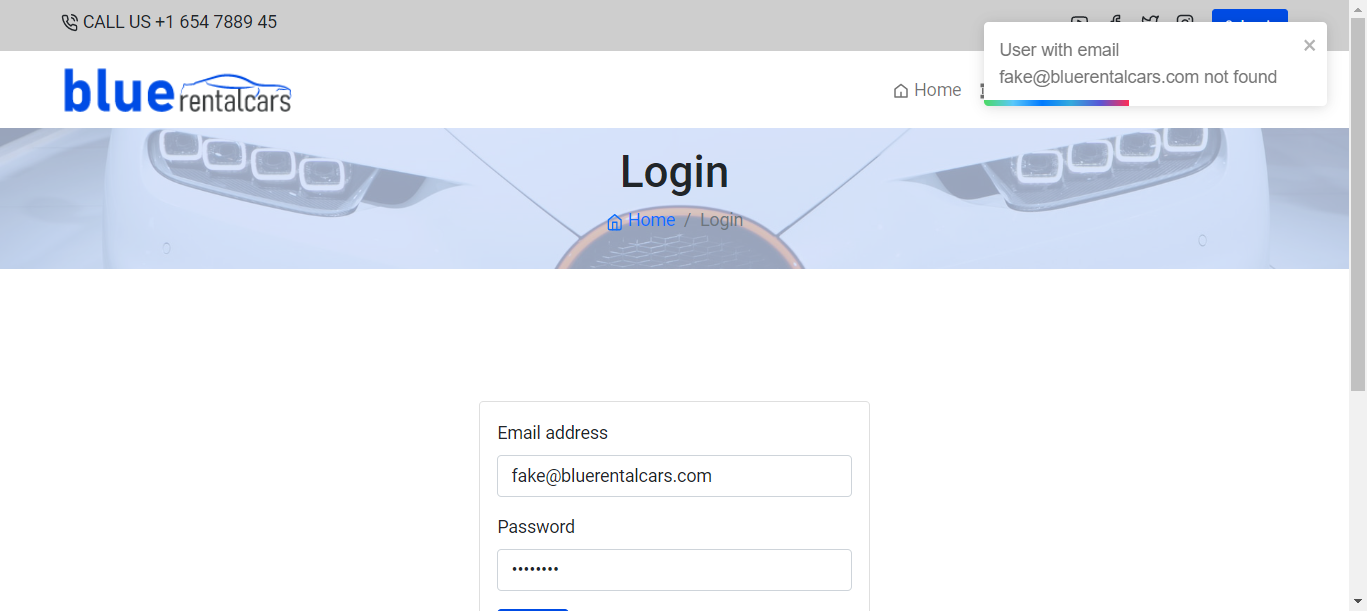 CALL US +1 654 7889 45
User with email
fake@bluerentalcars.com not found
blue rentalcars
Home
Login
Home / Login
Email address
fake@bluerentalcars.com
Password
••••••••